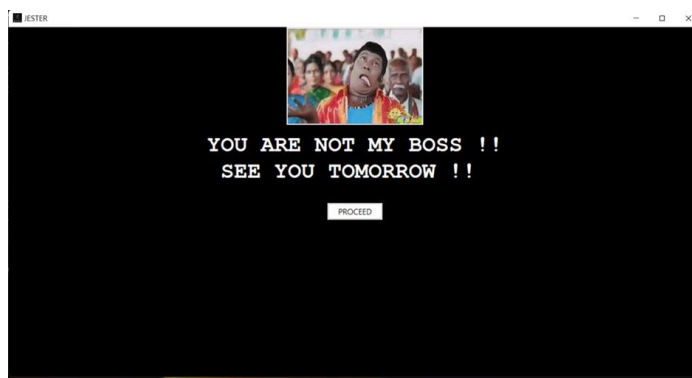 JESTER
YOU ARE NOT MY BOSS !!
SEE YOU TOMORROW !!
PROCEED